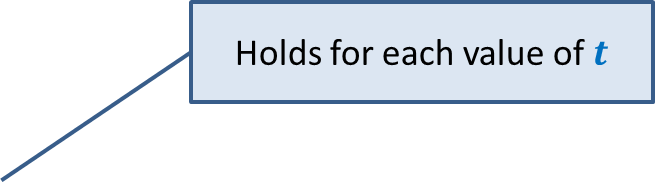 Holds for each value of t